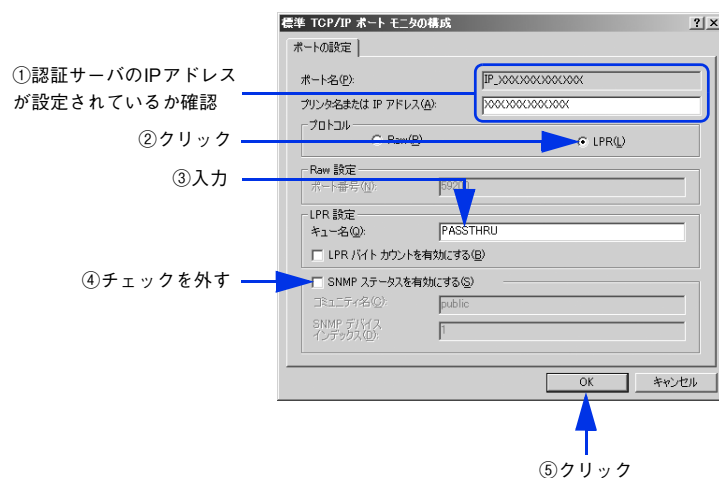 標準 TCP/IP ポート モニタの構成
ポートの設定
①認証サーバのIPアドレス
が設定されているか確認
ポート名(P):
IP_XXX.XXX.XXX.XXX
プリンタ名または IP アドレス(A):
XXX.XXX.XXX.XXX
プロトコル
②クリック
Raw(R)
LPR(L)
Raw 設定
③入力
ポート番号(N):
LPR 設定
キュー名(Q):
PASSTHRU
LPR バイト カウントを有効にする(B)
④チェックを外す
SNMP ステータスを有効にする(S)
コミュニティ名(C):
public
SNMP デバイス
インデックス(D):
1
OK
キャンセル
⑤クリック